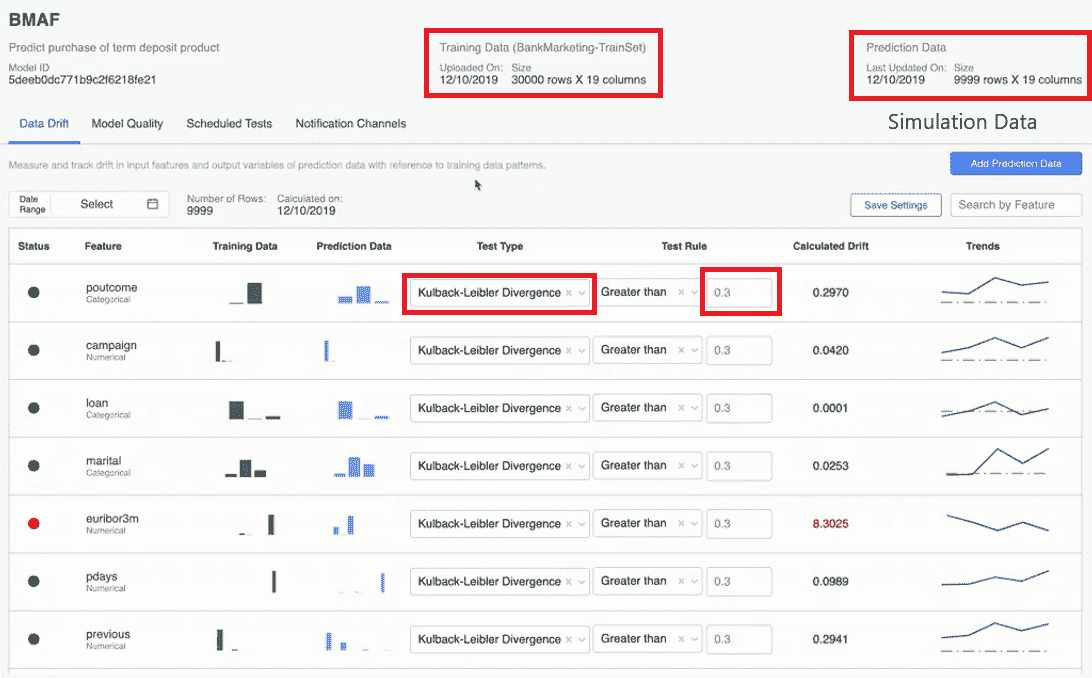 BMAF
Predict purchase of term deposit product
Model ID
5deeb0dc771b9c2f6218fe21
Training Data (BankMarketing-TrainSet)
Uploaded On: Size
12/10/2019 30000 rows X 19 columns
Prediction Data
Last Updated On: Size
12/10/2019 9999 rows X 19 columns
Simulation Data
Data Drift Model Quality Scheduled Tests Notification Channels
Measure and track drift in input features and output variables of prediction data with reference to training data patterns.
Add Prediction Data
Date Range Select
Number of Rows: Calculated on:
9999 12/10/2019
Save Settings Search by Feature
Status Feature Training Data Prediction Data Test Type Test Rule Calculated Drift Trends
poutcome
Categorical
Kulback-Leibler Divergence × Greater than × 0.3 0.2970
campaign
Numerical
Kulback-Leibler Divergence × Greater than × 0.3 0.0420
loan
Categorical
Kulback-Leibler Divergence × Greater than × 0.3 0.0001
marital
Categorical
Kulback-Leibler Divergence × Greater than × 0.3 0.0253
euribor3m
Numerical
Kulback-Leibler Divergence × Greater than × 0.3 8.3025
pdays
Numerical
Kulback-Leibler Divergence × Greater than × 0.3 0.0989
previous
Numerical
Kulback-Leibler Divergence × Greater than × 0.3 0.2941